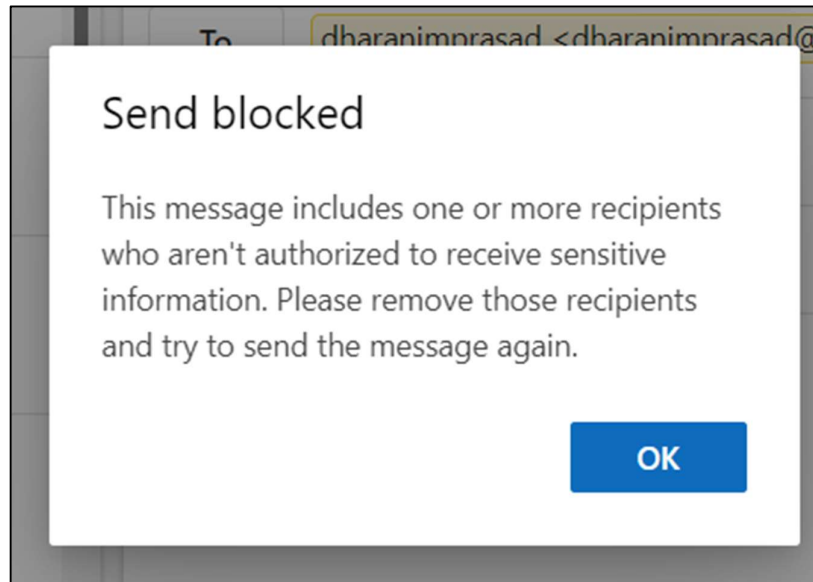 To
dharanimprasad <dharanimprasad@
Send blocked
This message includes one or more recipients
who aren't authorized to receive sensitive
information. Please remove those recipients
and try to send the message again.
OK